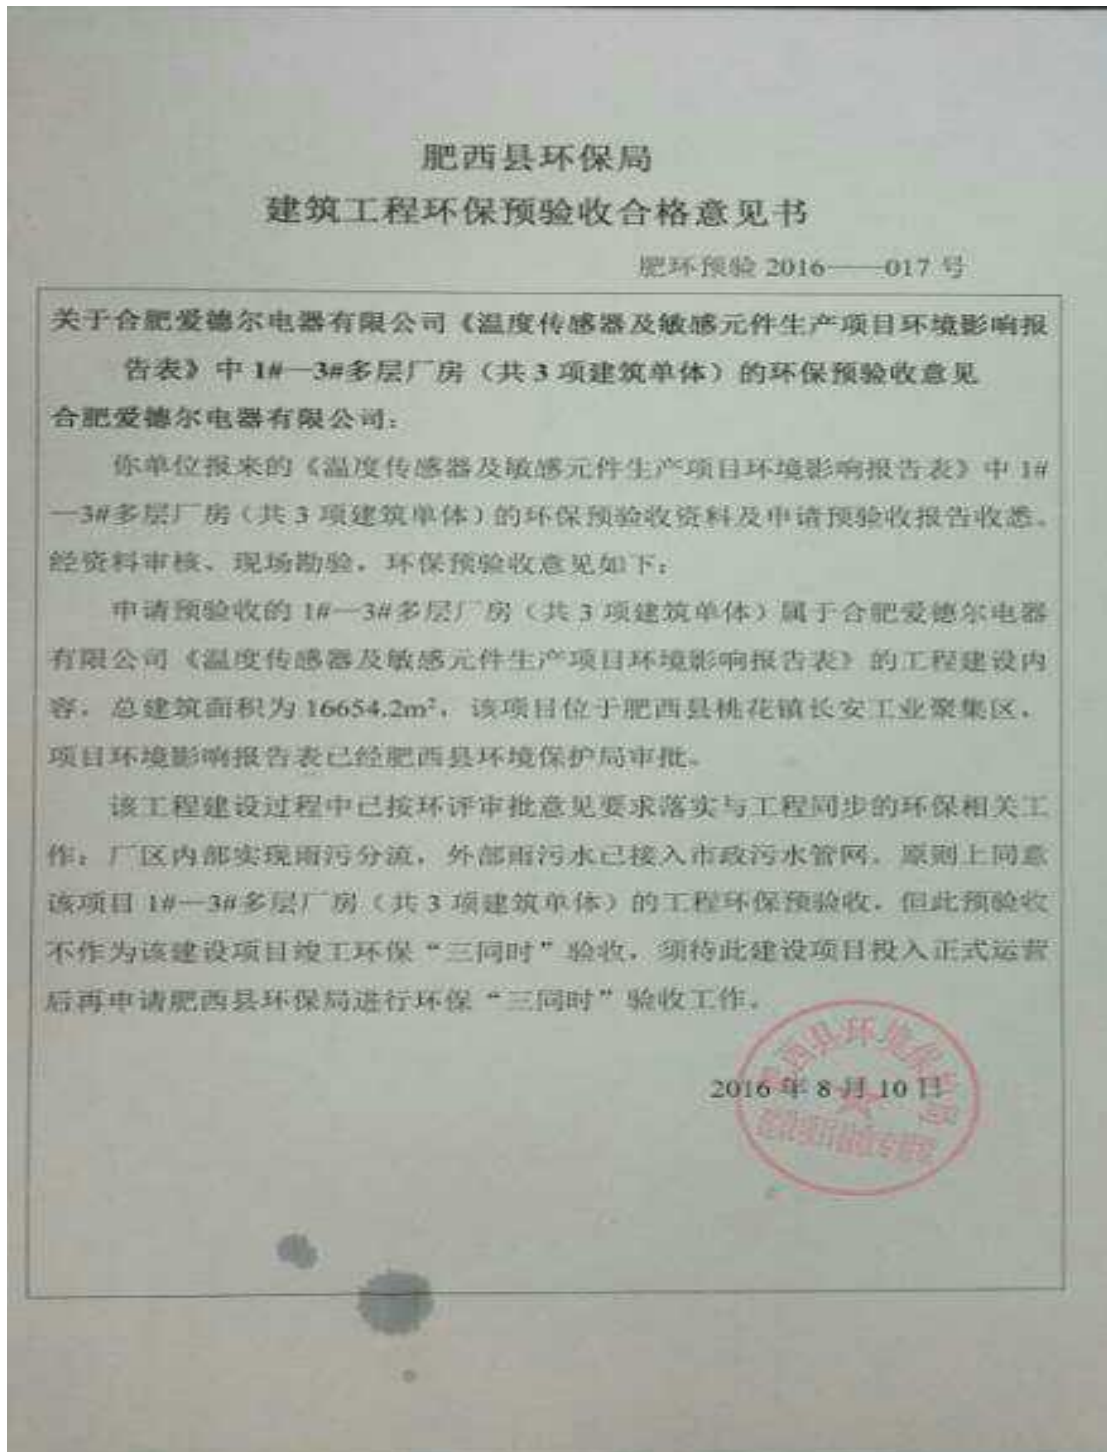 肥西县环保局
建筑工程环保预验收合格意见书
肥环预验 2016——017 号
关于合肥爱德尔电器有限公司《温度传感器及敏感元件生产项目环境影响报
告表》中 1#—3#多层厂房（共 3 项建筑单体）的环保预验收意见
合肥爱德尔电器有限公司：
你单位报来的《温度传感器及敏感元件生产项目环境影响报告表》中 1#
—3#多层厂房（共 3 项建筑单体）的环保预验收资料及申请预验收报告收悉。
经资料审核、现场勘验，环保预验收意见如下：
申请预验收的 1#—3#多层厂房（共 3 项建筑单体）属于合肥爱德尔电器
有限公司《温度传感器及敏感元件生产项目环境影响报告表》的工程建设内
容，总建筑面积为 16654.2m²，该项目位于肥西县桃花镇长安工业聚集区，
项目环境影响报告表已经肥西县环境保护局审批。
该工程建设过程中已按环评审批意见要求落实与工程同步的环保相关工
作：厂区内部实现雨污分流，外部雨污水已接入市政污水管网。原则上同意
该项目 1#—3#多层厂房（共 3 项建筑单体）的工程环保预验收，但此预验收
不作为该建设项目竣工环保“三同时”验收，须待此建设项目投入正式运营
后再申请肥西县环保局进行环保“三同时”验收工作。
肥西县环境保护局
2016 年 8 月 10 日